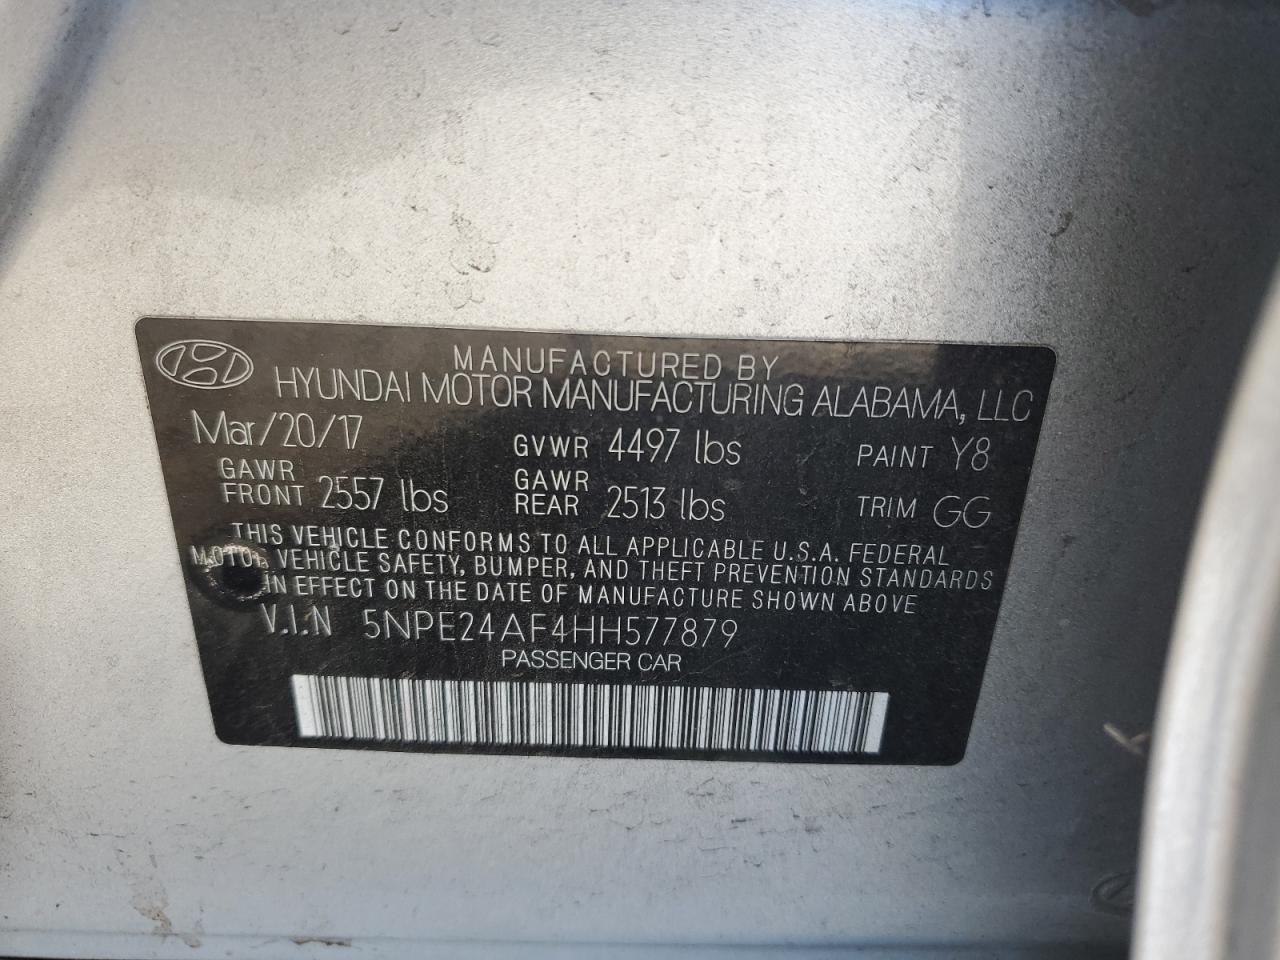 MANUFACTURED BY
HYUNDAI MOTOR MANUFACTURING ALABAMA, LLC
Mar/20/17 GVWR 4497 lbs PAINT Y8
GAWR FRONT 2557 lbs GAWR REAR 2513 lbs TRIM GG
THIS VEHICLE CONFORMS TO ALL APPLICABLE U.S.A. FEDERAL
MOTOR VEHICLE SAFETY, BUMPER, AND THEFT PREVENTION STANDARDS
IN EFFECT ON THE DATE OF MANUFACTURE SHOWN ABOVE
V.I.N 5NPE24AF4HH577879
PASSENGER CAR